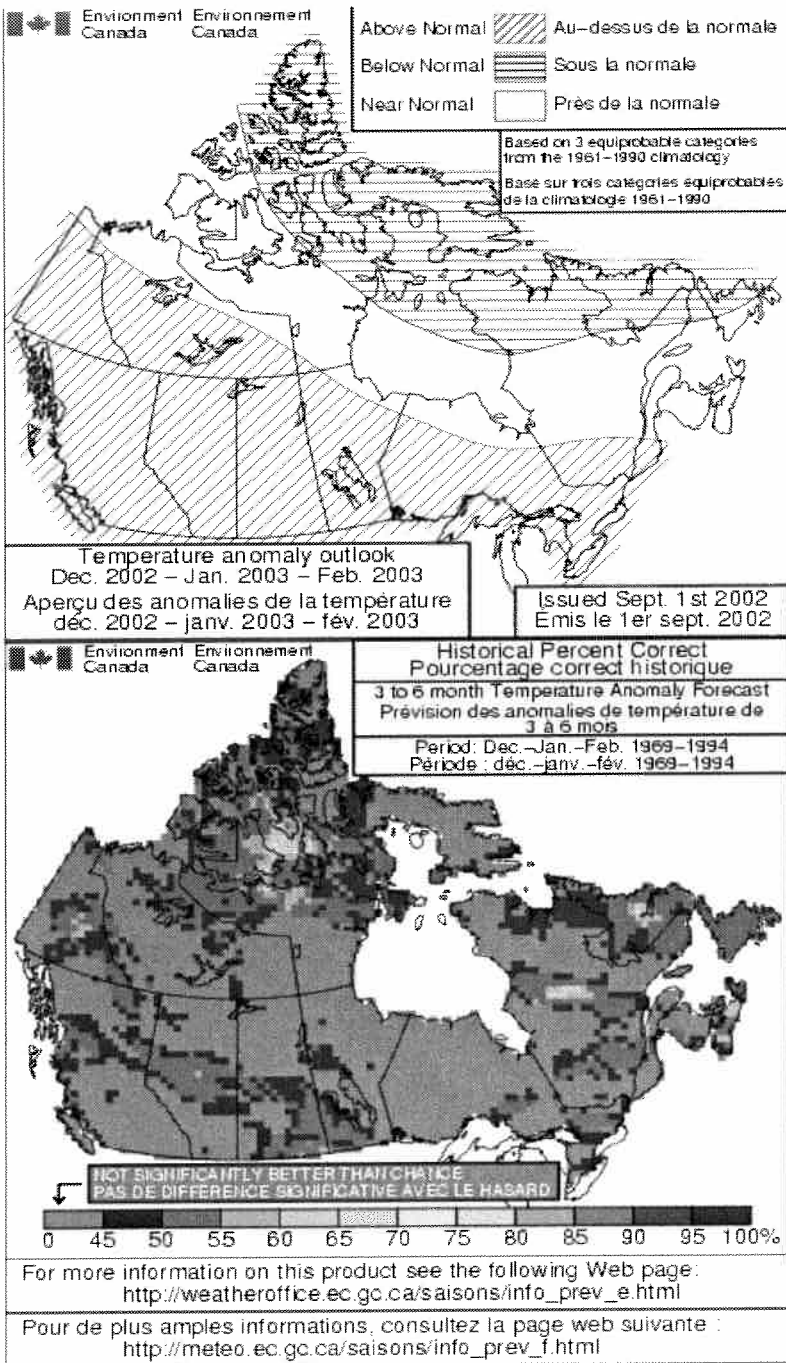 Environment Environnement
Canada Canada
Above Normal Au-dessus de la normale
Below Normal Sous la normale
Near Normal Près de la normale
Based on 3 equiprobable categories
from the 1961-1990 climatology
Base sur trois catégories équiprobables
de la climatologie 1961-1990
Temperature anomaly outlook
Dec. 2002 - Jan. 2003 - Feb. 2003
Aperçu des anomalies de la température
déc. 2002 - janv. 2003 - fév. 2003
Issued Sept. 1st 2002
Émis le 1er sept. 2002
Environment Environnement
Canada Canada
Historical Percent Correct
Pourcentage correct historique
3 to 6 month Temperature Anomaly Forecast
Prévision des anomalies de température de
3 à 6 mois
Period: Dec.-Jan.-Feb. 1969-1994
Période : déc.-janv.-fév. 1969-1994
NOT SIGNIFICANTLY BETTER THAN CHANCE
PAS DE DIFFERENCE SIGNIFICATIVE AVEC LE HASARD
0 45 50 55 60 65 70 75 80 85 90 95 100%
For more information on this product see the following Web page:
http://weatheroffice.ec.gc.ca/saisons/info_prev_e.html
Pour de plus amples informations, consultez la page web suivante :
http://meteo.ec.gc.ca/saisons/info_prev_f.html